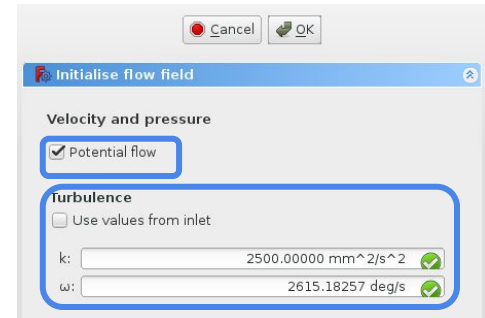 Cancel OK
Initialise flow field
Velocity and pressure
Potential flow
Turbulence
Use values from inlet
k: 2500.00000 mm^2/s^2
ω: 2615.18257 deg/s